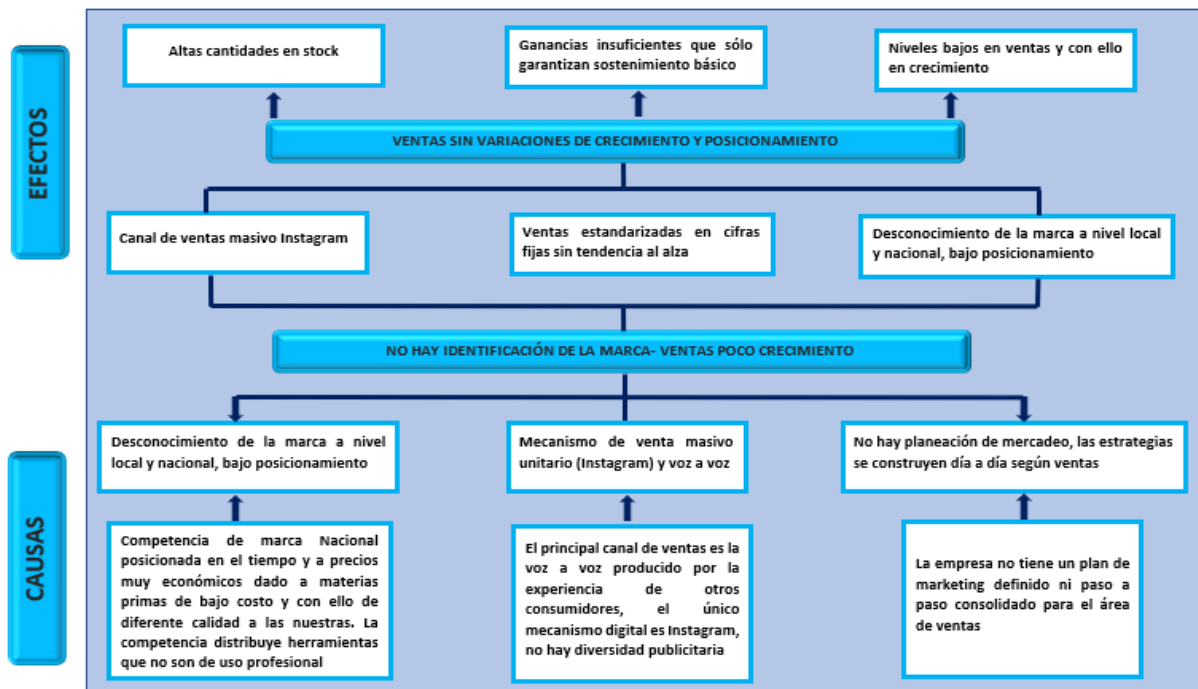 EFECTOS
Altas cantidades en stock
Ganancias insuficientes que sólo
garantizan sostenimiento básico
Niveles bajos en ventas y con ello
en crecimiento
VENTAS SIN VARIACIONES DE CRECIMIENTO Y POSICIONAMIENTO
Canal de ventas masivo Instagram
Ventas estandarizadas en cifras
fijas sin tendencia al alza
Desconocimiento de la marca a nivel local
y nacional, bajo posicionamiento
NO HAY IDENTIFICACIÓN DE LA MARCA- VENTAS POCO CRECIMIENTO
CAUSAS
Desconocimiento de la marca a nivel
local y nacional, bajo posicionamiento
Mecanismo de venta masivo
unitario (Instagram) y voz a voz
No hay planeación de mercadeo, las estrategias
se construyen día a día según ventas
Competencia de marca Nacional
posicionada en el tiempo y a precios
muy económicos dado a materias
primas de bajo costo y con ello de
diferente calidad a las nuestras. La
competencia distribuye herramientas
que no son de uso profesional
El principal canal de ventas es la
voz a voz producido por la
experiencia de otros
consumidores, el único
mecanismo digital es Instagram,
no hay diversidad publicitaria
La empresa no tiene un plan de
marketing definido ni paso a
paso consolidado para el área
de ventas